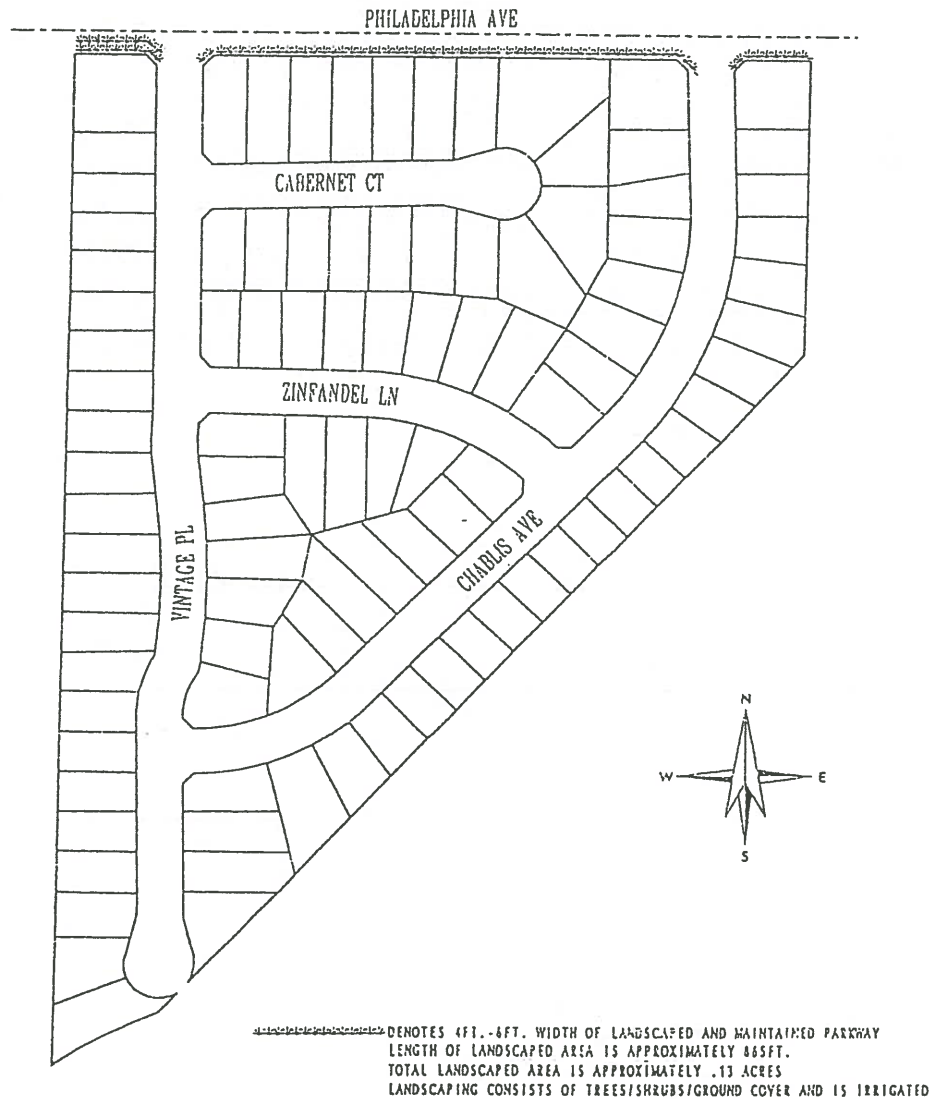 PHILADELPHIA AVE
CABERNET CT
ZINFANDEL LN
VINTAGE PL
CHABLIS AVE
N
W E
S
DENOTES 4FT.-6FT. WIDTH OF LANDSCAPED AND MAINTAINED PARKWAY
LENGTH OF LANDSCAPED AREA IS APPROXIMATELY 865FT.
TOTAL LANDSCAPED AREA IS APPROXIMATELY .13 ACRES
LANDSCAPING CONSISTS OF TREES/SHRUBS/GROUND COVER AND IS IRRIGATED